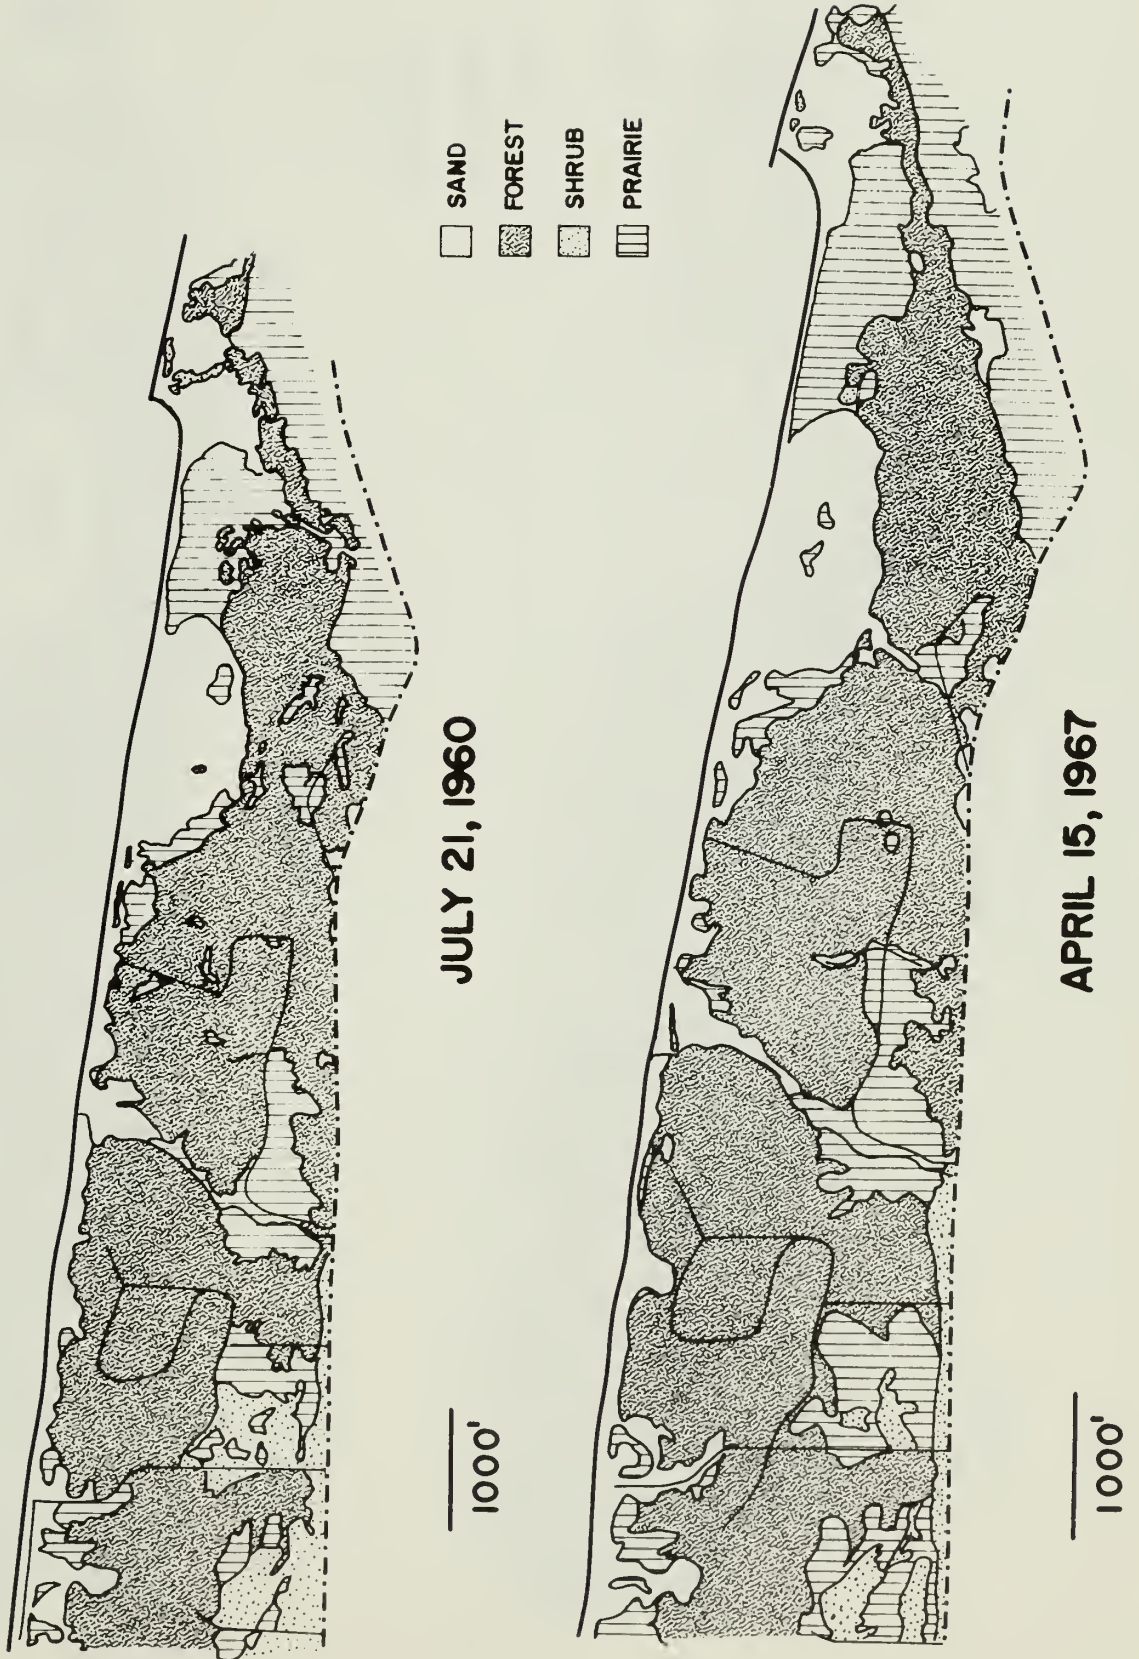 SAND
FOREST
SHRUB
PRAIRIE
JULY 21, 1960
1000'
APRIL 15, 1967
1000'